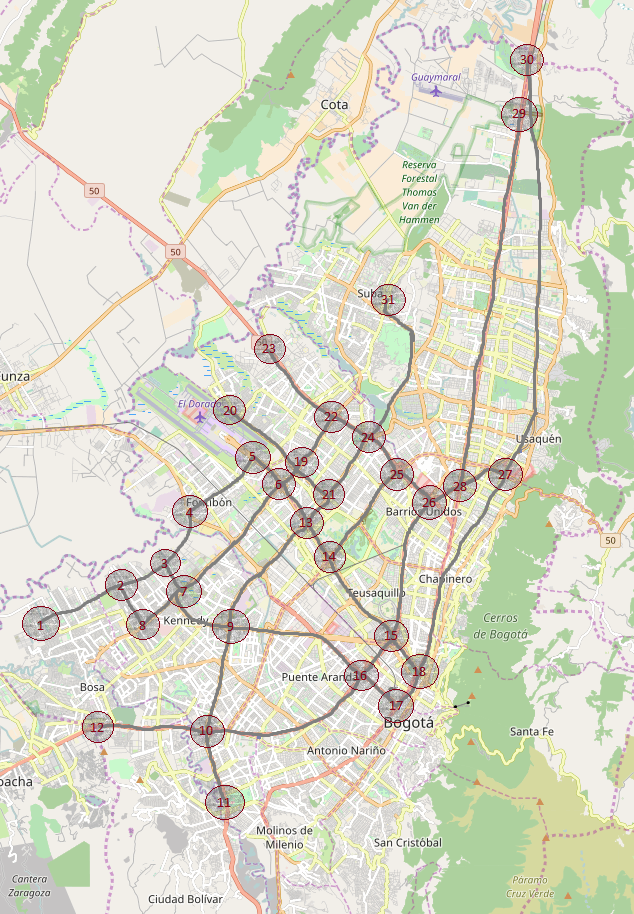 30
Guaymaral
Cota
29
Reserva
Forestal
Thomas
Van der
Hammen
50
50
Suba
31
23
unza
El Dorado
20
22
24
Usaquén
5
19
25
27
6
28
21
26
Fontibón
4
13
Barrios Unidos
50
3
14
Chapinero
2
7
Teusaquillo
Cerros
de Bogotá
1
8
Kennedy
9
15
18
Puente Aranda
16
Bosa
17
12
10
Bogotá
Santa Fe
Antonio Nariño
oacha
11
Molinos de
Milenio
San Cristóbal
Cantera
Zaragoza
Páramo
Cruz Verde
Ciudad Bolívar